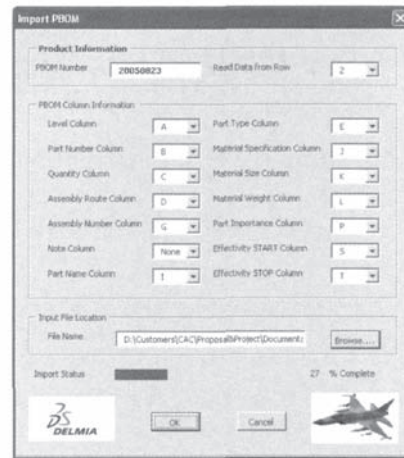 Import PBOM
Product Information
PBOM Number 20050823 Read Data from Row 2
PBOM Column Information
Level Column A Part Type Column E
Part Number Column B Material Specification Column J
Quantity Column C Material Size Column K
Assembly Route Column D Material Weight Column L
Assembly Number Column G Part Importance Column P
Note Column None Effectivity START Column S
Part Name Column I Effectivity STOP Column T
Input File Location
File Name D:\Customers\CAC\Proposal\Project\Documents
Browse....
Import Status 27 % Complete
DS DELMIA OK Cancel